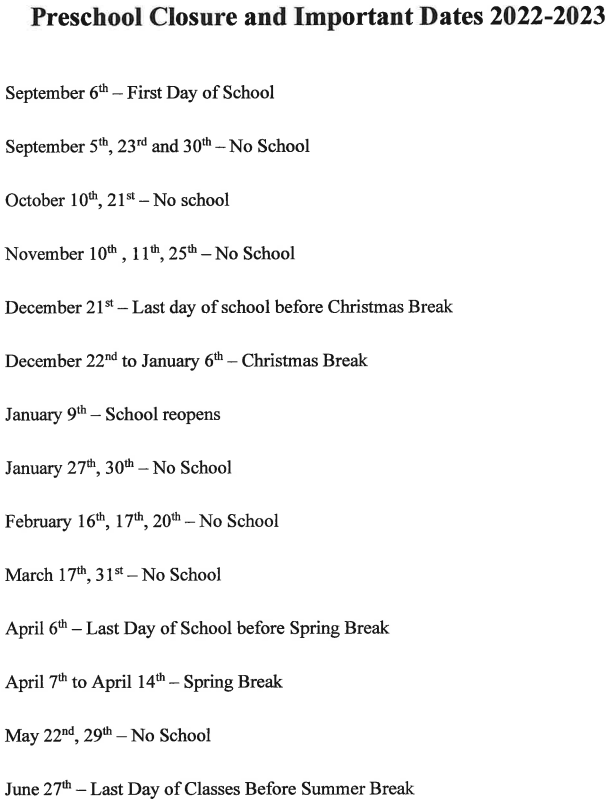 Preschool Closure and Important Dates 2022-2023
September 6th – First Day of School
September 5th, 23rd and 30th – No School
October 10th, 21st – No school
November 10th , 11th, 25th – No School
December 21st – Last day of school before Christmas Break
December 22nd to January 6th – Christmas Break
January 9th – School reopens
January 27th, 30th – No School
February 16th, 17th, 20th – No School
March 17th, 31st – No School
April 6th – Last Day of School before Spring Break
April 7th to April 14th – Spring Break
May 22nd, 29th – No School
June 27th – Last Day of Classes Before Summer Break